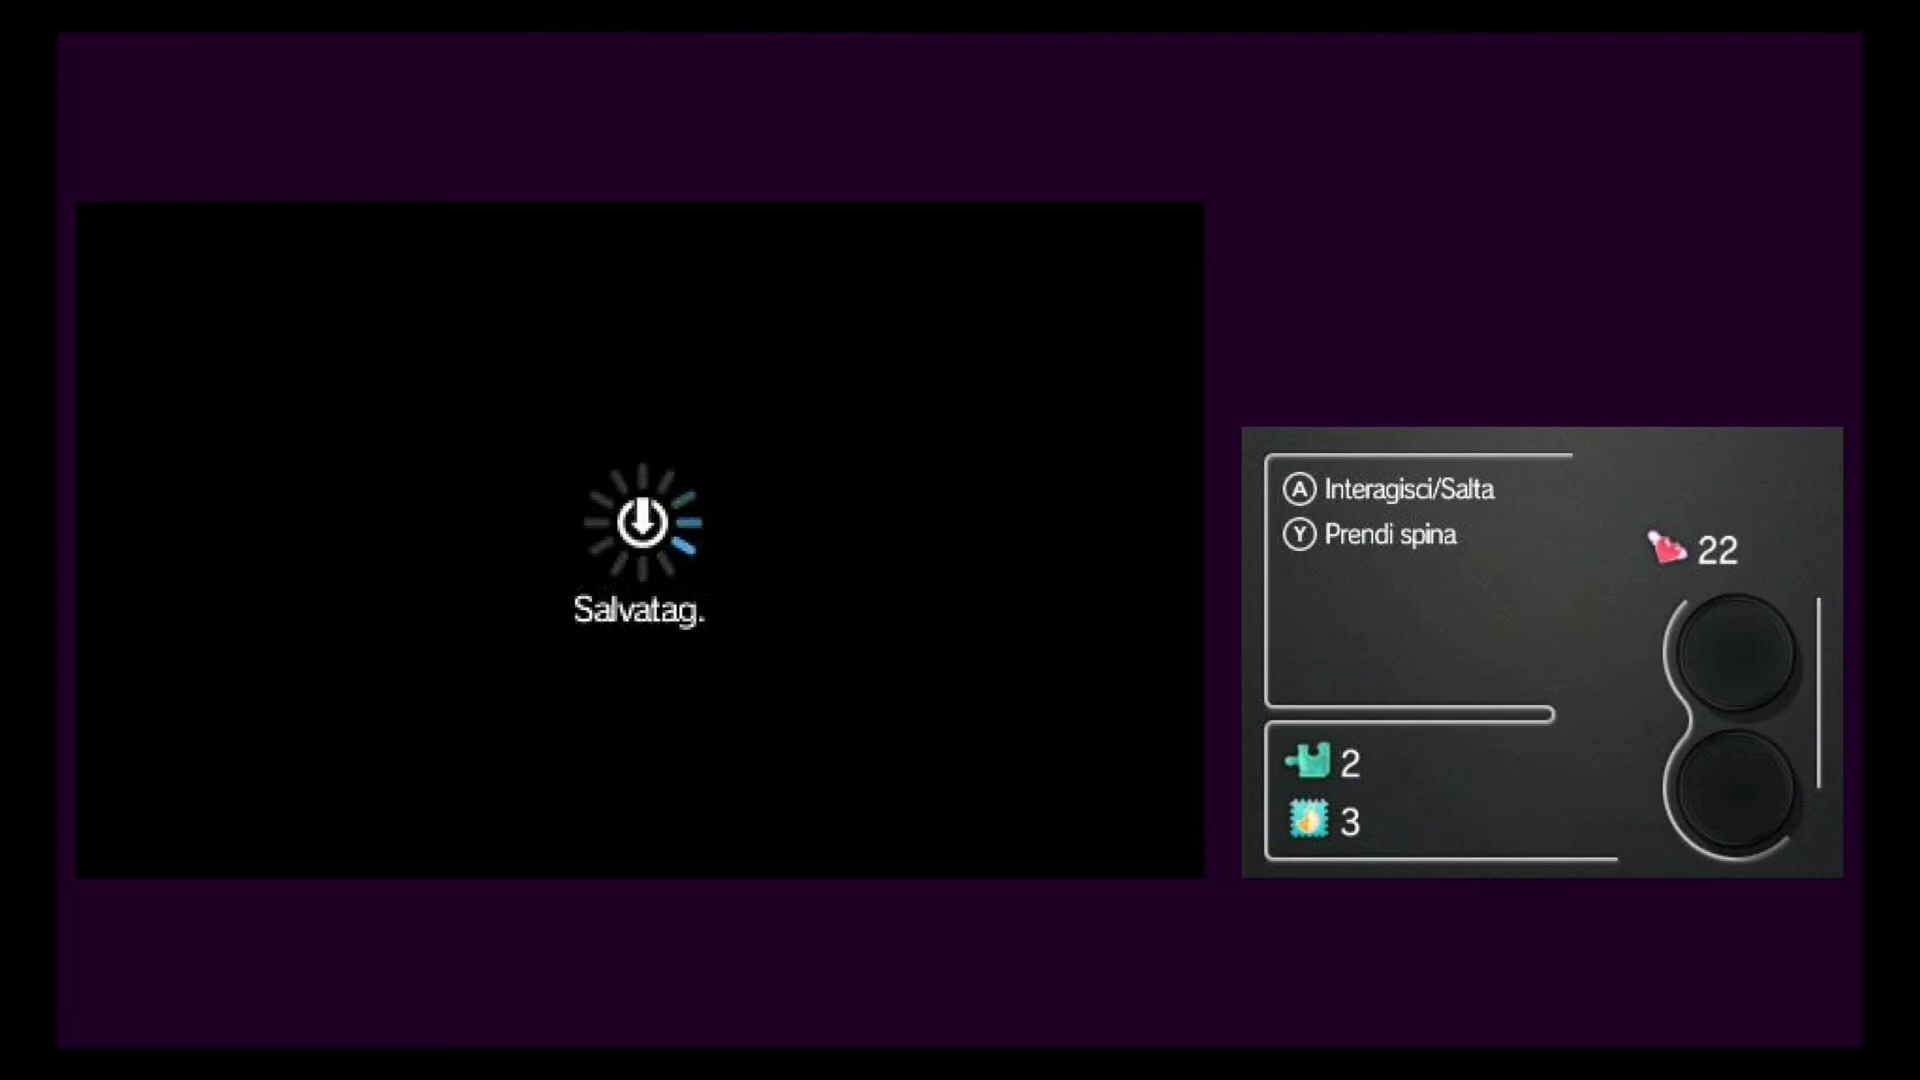 Salvatag.
A Interagisci/Salta
Y Prendi spina
22
2
3